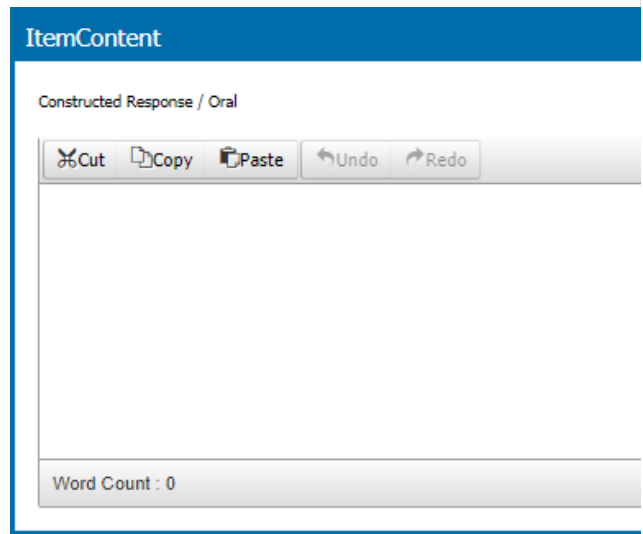 ItemContent
Constructed Response / Oral
Cut Copy Paste Undo Redo
Word Count : 0